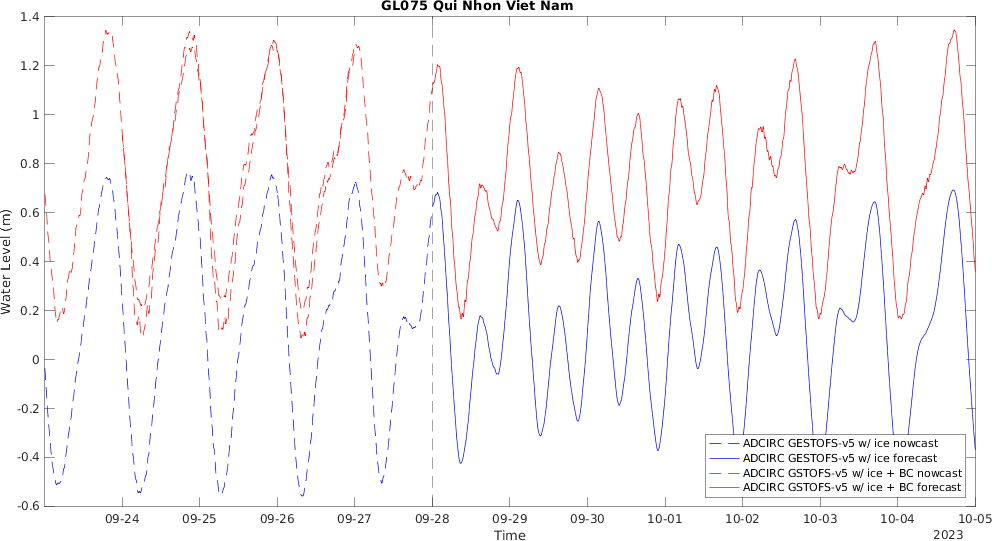 GL075 Qui Nhon Viet Nam
1.4
1.2
1
0.8
0.6
0.4
0.2
0
-0.2
-0.4
-0.6
Water Level (m)
ADCIRC GESTOFS-v5 w/ ice nowcast
ADCIRC GESTOFS-v5 w/ ice forecast
ADCIRC GSTOFS-v5 w/ ice + BC nowcast
ADCIRC GSTOFS-v5 w/ ice + BC forecast
09-24 09-25 09-26 09-27 09-28 09-29 09-30 10-01 10-02 10-03 10-04 10-05
Time
2023